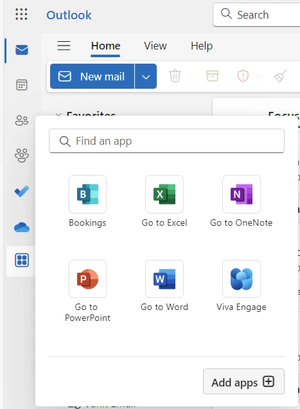 Outlook
Search
Home View Help
New mail
Favorites
Focus
Find an app
B
X
N
Bookings
Go to Excel
Go to OneNote
P
W
Go to
PowerPoint
Go to Word
Viva Engage
Add apps